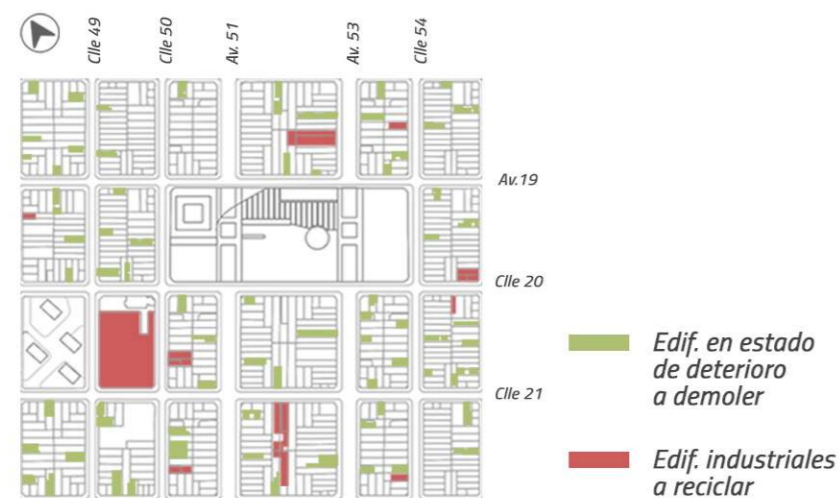 Clle 49
Clle 50
Av. 51
Av. 53
Clle 54
Av.19
Clle 20
Clle 21
Edif. en estado
de deterioro
a demoler
Edif. industriales
a reciclar